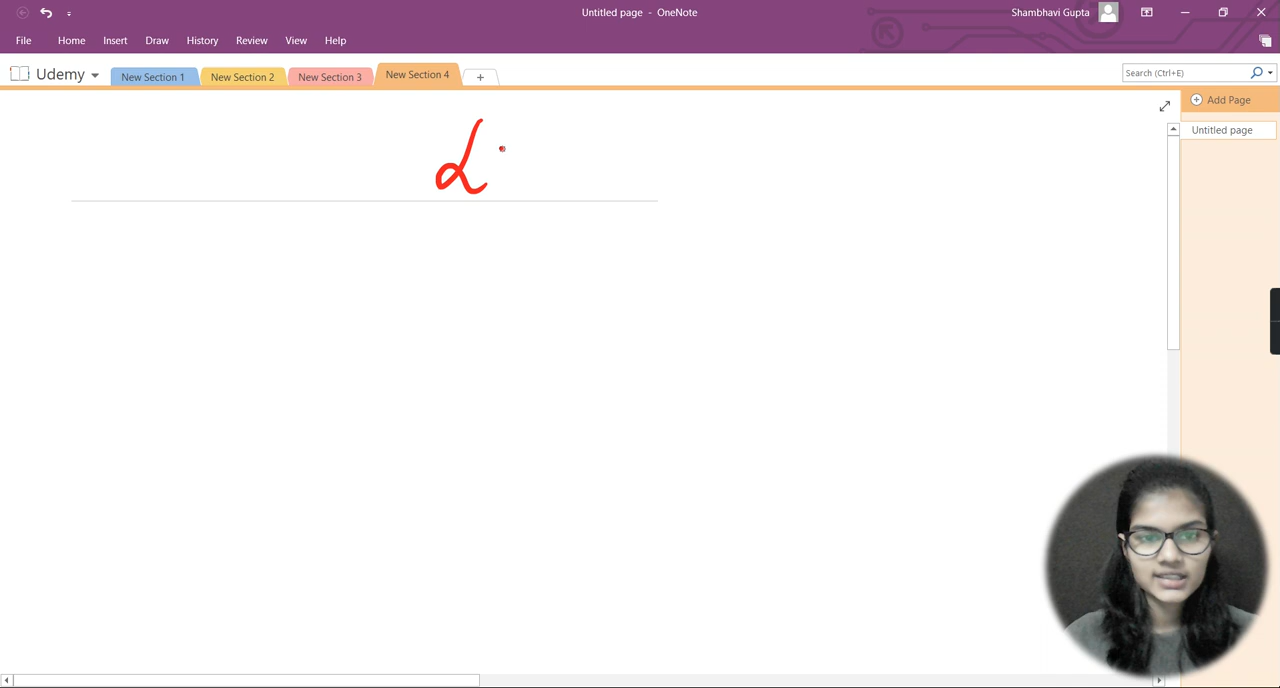 Untitled page - OneNote
Shambhavi Gupta
File Home Insert Draw History Review View Help
Udemy New Section 1 New Section 2 New Section 3 New Section 4 +
Search (Ctrl+E)
Add Page
Untitled page